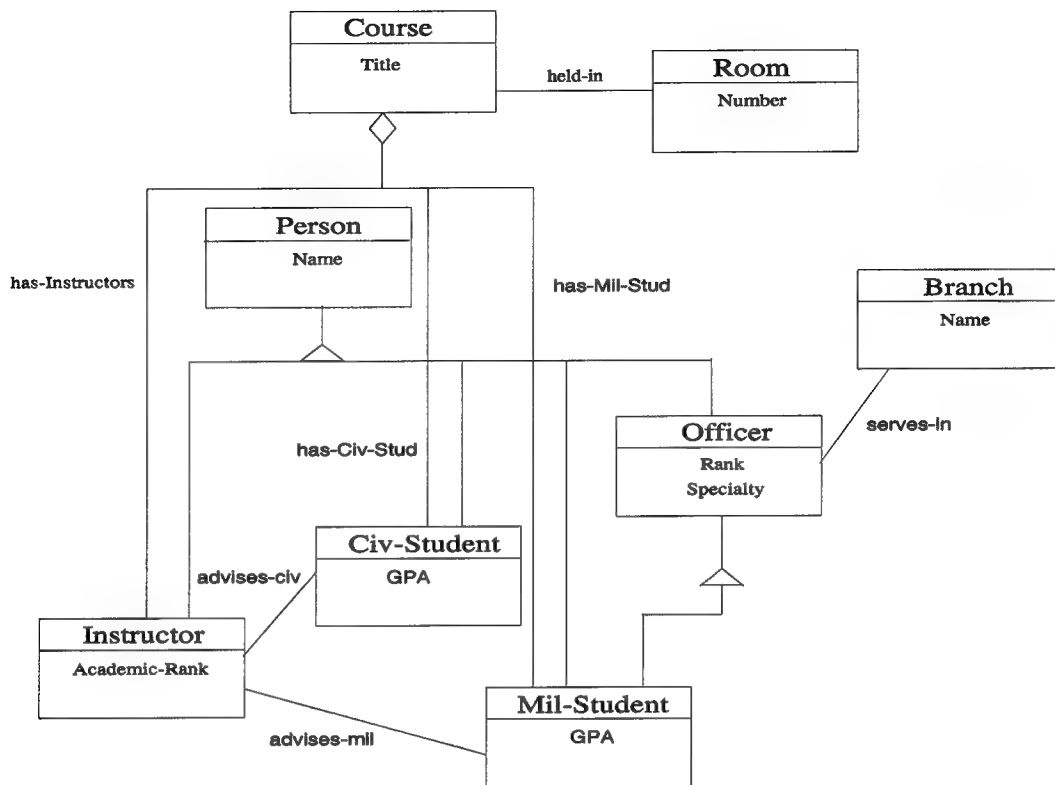 Course
Title
held-in
Room
Number
Person
Name
has-Instructors
has-Mil-Stud
Branch
Name
Officer
Rank
Specialty
serves-in
has-Civ-Stud
Civ-Student
GPA
advises-civ
Instructor
Academic-Rank
Mil-Student
GPA
advises-mil